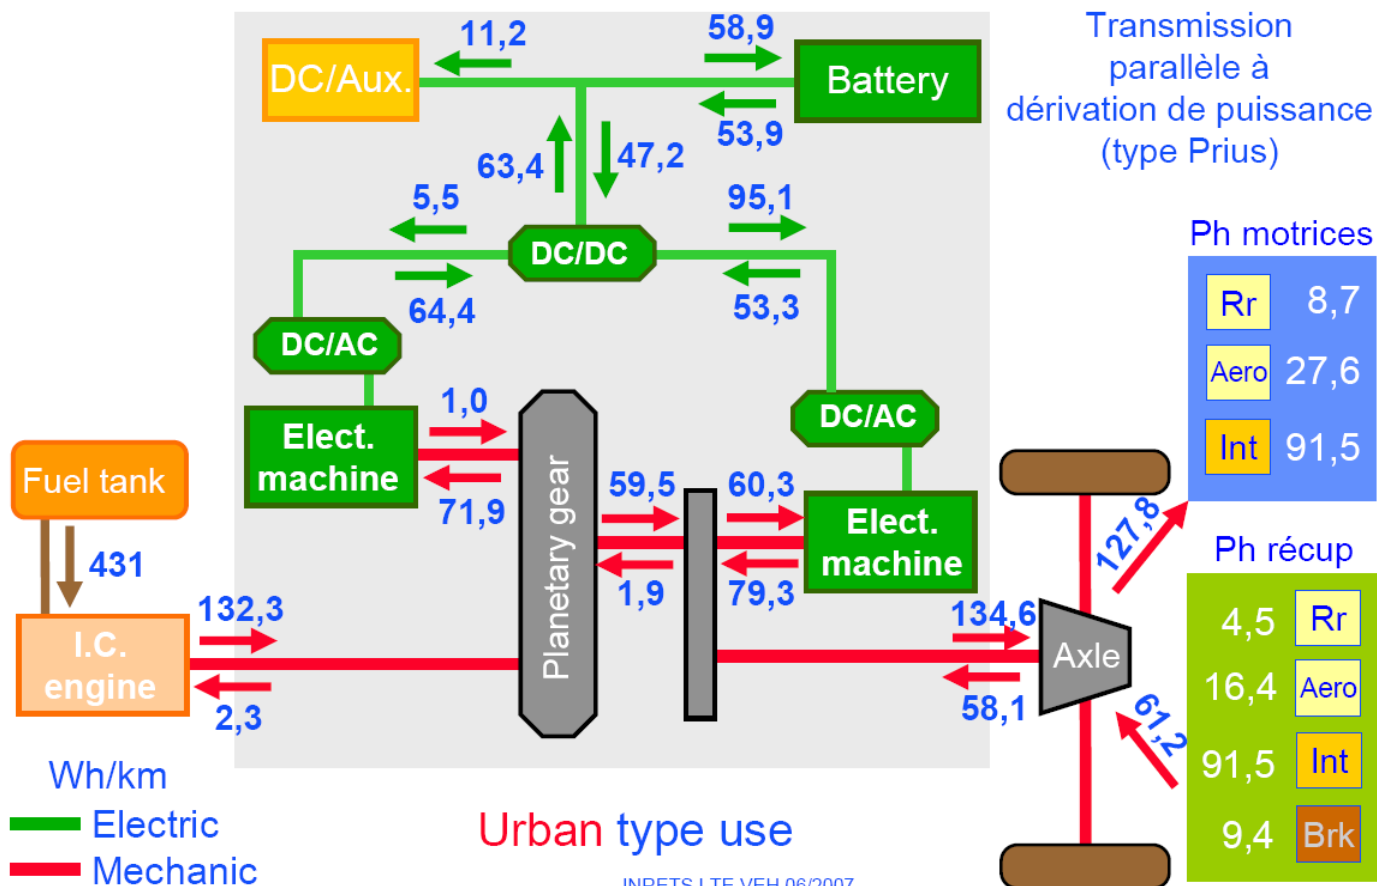 11,2
58,9
Transmission
parallèle à
dérivation de puissance
(type Prius)
DC/Aux.
Battery
53,9
63,4
47,2
5,5
95,1
DC/DC
64,4
53,3
Ph motrices
Rr 8,7
Aero 27,6
Int 91,5
DC/AC
DC/AC
1,0
Elect.
machine
71,9
Planetary gear
59,5
60,3
Elect.
machine
1,9
79,3
Fuel tank
431
132,3
I.C.
engine
2,3
134,6
Axle
58,1
127,8
61,2
Ph récup
4,5 Rr
16,4 Aero
91,5 Int
9,4 Brk
Wh/km
Electric
Mechanic
Urban type use
INRETS LTE VEH 06/2007